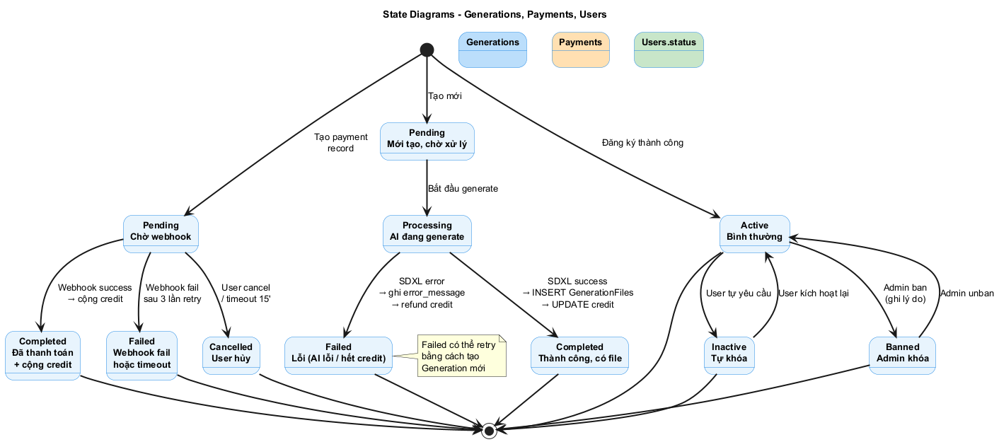 State Diagrams - Generations, Payments, Users
Generations
Payments
Users.status
Tạo mới
Tạo payment
record
Pending
Mới tạo, chờ xử lý
Đăng ký thành công
Bắt đầu generate
Pending
Chờ webhook
Processing
AI đang generate
Active
Bình thường
Webhook success
→ cộng credit
Webhook fail
sau 3 lần retry
User cancel
/ timeout 15'
SDXL error
→ ghi error_message
→ refund credit
SDXL success
→ INSERT GenerationFiles
→ UPDATE credit
User tự yêu cầu
User kích hoạt lại
Admin ban
(ghi lý do)
Admin unban
Completed
Đã thanh toán
+ cộng credit
Failed
Webhook fail
hoặc timeout
Cancelled
User hủy
Failed
Lỗi (AI lỗi / hết credit)
Failed có thể retry
bằng cách tạo
Generation mới
Completed
Thành công, có file
Inactive
Tự khóa
Banned
Admin khóa